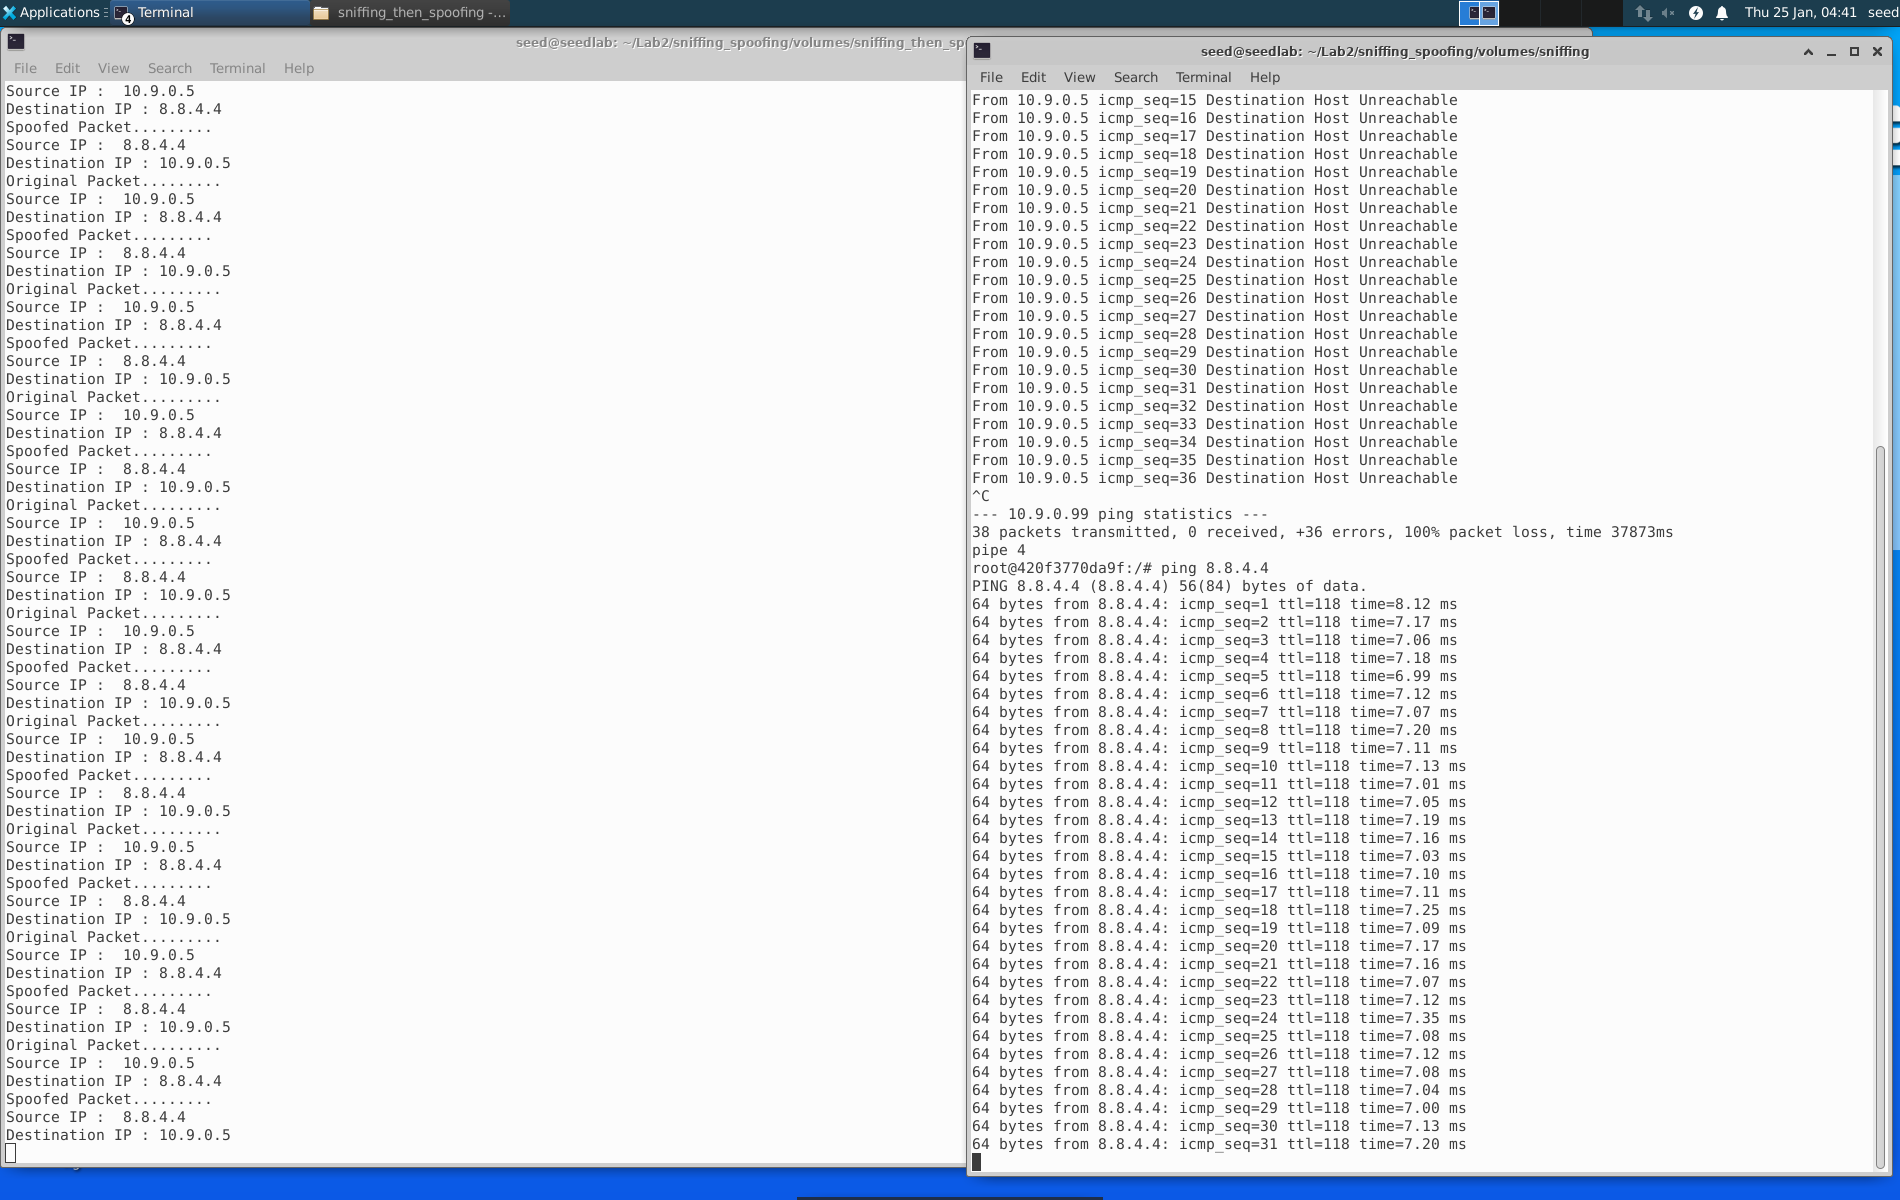 Applications
4
Terminal
sniffing_then_spoofing -...
Thu 25 Jan, 04:41
seed
seed@seedlab: ~/Lab2/sniffing_spoofing/volumes/sniffing_then_sp
File Edit View Search Terminal Help
Source IP :  10.9.0.5
Destination IP : 8.8.4.4
Spoofed Packet.........
Source IP :  8.8.4.4
Destination IP : 10.9.0.5
Original Packet.........
Source IP :  10.9.0.5
Destination IP : 8.8.4.4
Spoofed Packet.........
Source IP :  8.8.4.4
Destination IP : 10.9.0.5
Original Packet.........
Source IP :  10.9.0.5
Destination IP : 8.8.4.4
Spoofed Packet.........
Source IP :  8.8.4.4
Destination IP : 10.9.0.5
Original Packet.........
Source IP :  10.9.0.5
Destination IP : 8.8.4.4
Spoofed Packet.........
Source IP :  8.8.4.4
Destination IP : 10.9.0.5
Original Packet.........
Source IP :  10.9.0.5
Destination IP : 8.8.4.4
Spoofed Packet.........
Source IP :  8.8.4.4
Destination IP : 10.9.0.5
Original Packet.........
Source IP :  10.9.0.5
Destination IP : 8.8.4.4
Spoofed Packet.........
Source IP :  8.8.4.4
Destination IP : 10.9.0.5
Original Packet.........
Source IP :  10.9.0.5
Destination IP : 8.8.4.4
Spoofed Packet.........
Source IP :  8.8.4.4
Destination IP : 10.9.0.5
Original Packet.........
Source IP :  10.9.0.5
Destination IP : 8.8.4.4
Spoofed Packet.........
Source IP :  8.8.4.4
Destination IP : 10.9.0.5
Original Packet.........
Source IP :  10.9.0.5
Destination IP : 8.8.4.4
Spoofed Packet.........
Source IP :  8.8.4.4
Destination IP : 10.9.0.5
Original Packet.........
Source IP :  10.9.0.5
Destination IP : 8.8.4.4
Spoofed Packet.........
Source IP :  8.8.4.4
Destination IP : 10.9.0.5
seed@seedlab: ~/Lab2/sniffing_spoofing/volumes/sniffing
File Edit View Search Terminal Help
From 10.9.0.5 icmp_seq=15 Destination Host Unreachable
From 10.9.0.5 icmp_seq=16 Destination Host Unreachable
From 10.9.0.5 icmp_seq=17 Destination Host Unreachable
From 10.9.0.5 icmp_seq=18 Destination Host Unreachable
From 10.9.0.5 icmp_seq=19 Destination Host Unreachable
From 10.9.0.5 icmp_seq=20 Destination Host Unreachable
From 10.9.0.5 icmp_seq=21 Destination Host Unreachable
From 10.9.0.5 icmp_seq=22 Destination Host Unreachable
From 10.9.0.5 icmp_seq=23 Destination Host Unreachable
From 10.9.0.5 icmp_seq=24 Destination Host Unreachable
From 10.9.0.5 icmp_seq=25 Destination Host Unreachable
From 10.9.0.5 icmp_seq=26 Destination Host Unreachable
From 10.9.0.5 icmp_seq=27 Destination Host Unreachable
From 10.9.0.5 icmp_seq=28 Destination Host Unreachable
From 10.9.0.5 icmp_seq=29 Destination Host Unreachable
From 10.9.0.5 icmp_seq=30 Destination Host Unreachable
From 10.9.0.5 icmp_seq=31 Destination Host Unreachable
From 10.9.0.5 icmp_seq=32 Destination Host Unreachable
From 10.9.0.5 icmp_seq=33 Destination Host Unreachable
From 10.9.0.5 icmp_seq=34 Destination Host Unreachable
From 10.9.0.5 icmp_seq=35 Destination Host Unreachable
From 10.9.0.5 icmp_seq=36 Destination Host Unreachable
^C
--- 10.9.0.99 ping statistics ---
38 packets transmitted, 0 received, +36 errors, 100% packet loss, time 37873ms
pipe 4
root@420f3770da9f:/# ping 8.8.4.4
PING 8.8.4.4 (8.8.4.4) 56(84) bytes of data.
64 bytes from 8.8.4.4: icmp_seq=1 ttl=118 time=8.12 ms
64 bytes from 8.8.4.4: icmp_seq=2 ttl=118 time=7.17 ms
64 bytes from 8.8.4.4: icmp_seq=3 ttl=118 time=7.06 ms
64 bytes from 8.8.4.4: icmp_seq=4 ttl=118 time=7.18 ms
64 bytes from 8.8.4.4: icmp_seq=5 ttl=118 time=6.99 ms
64 bytes from 8.8.4.4: icmp_seq=6 ttl=118 time=7.12 ms
64 bytes from 8.8.4.4: icmp_seq=7 ttl=118 time=7.07 ms
64 bytes from 8.8.4.4: icmp_seq=8 ttl=118 time=7.20 ms
64 bytes from 8.8.4.4: icmp_seq=9 ttl=118 time=7.11 ms
64 bytes from 8.8.4.4: icmp_seq=10 ttl=118 time=7.13 ms
64 bytes from 8.8.4.4: icmp_seq=11 ttl=118 time=7.01 ms
64 bytes from 8.8.4.4: icmp_seq=12 ttl=118 time=7.05 ms
64 bytes from 8.8.4.4: icmp_seq=13 ttl=118 time=7.19 ms
64 bytes from 8.8.4.4: icmp_seq=14 ttl=118 time=7.16 ms
64 bytes from 8.8.4.4: icmp_seq=15 ttl=118 time=7.03 ms
64 bytes from 8.8.4.4: icmp_seq=16 ttl=118 time=7.10 ms
64 bytes from 8.8.4.4: icmp_seq=17 ttl=118 time=7.11 ms
64 bytes from 8.8.4.4: icmp_seq=18 ttl=118 time=7.25 ms
64 bytes from 8.8.4.4: icmp_seq=19 ttl=118 time=7.09 ms
64 bytes from 8.8.4.4: icmp_seq=20 ttl=118 time=7.17 ms
64 bytes from 8.8.4.4: icmp_seq=21 ttl=118 time=7.16 ms
64 bytes from 8.8.4.4: icmp_seq=22 ttl=118 time=7.07 ms
64 bytes from 8.8.4.4: icmp_seq=23 ttl=118 time=7.12 ms
64 bytes from 8.8.4.4: icmp_seq=24 ttl=118 time=7.35 ms
64 bytes from 8.8.4.4: icmp_seq=25 ttl=118 time=7.08 ms
64 bytes from 8.8.4.4: icmp_seq=26 ttl=118 time=7.12 ms
64 bytes from 8.8.4.4: icmp_seq=27 ttl=118 time=7.08 ms
64 bytes from 8.8.4.4: icmp_seq=28 ttl=118 time=7.04 ms
64 bytes from 8.8.4.4: icmp_seq=29 ttl=118 time=7.00 ms
64 bytes from 8.8.4.4: icmp_seq=30 ttl=118 time=7.13 ms
64 bytes from 8.8.4.4: icmp_seq=31 ttl=118 time=7.20 ms